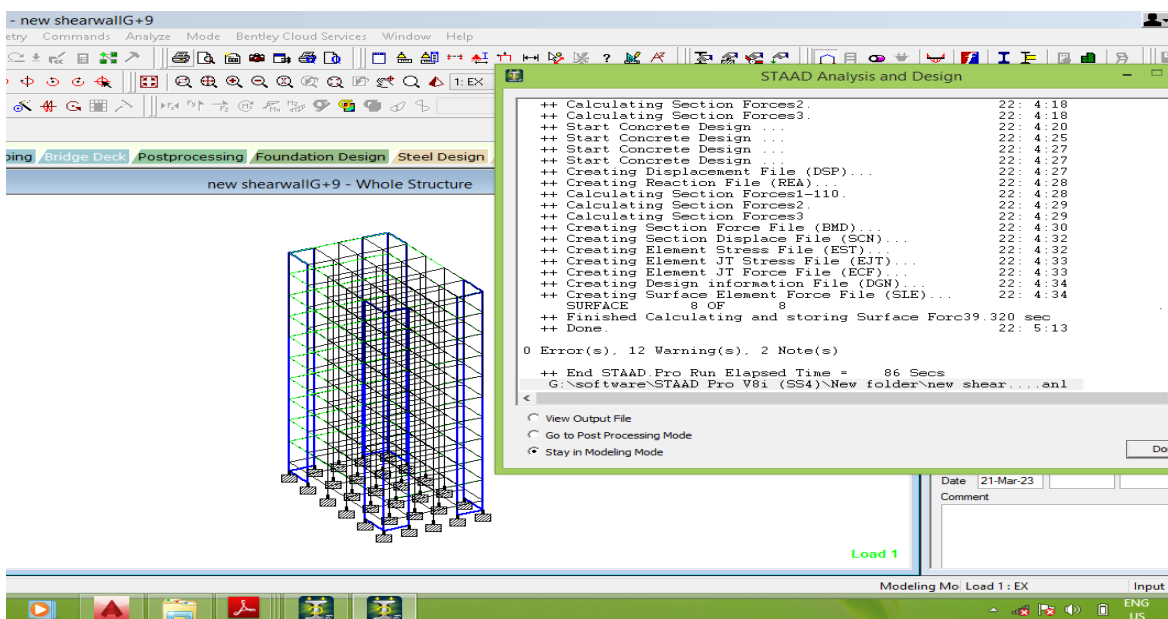 - new shearwallG+9
etry Commands Analyze Mode Bentley Cloud Services Window Help
1: EX
STAAD Analysis and Design
ping Bridge Deck Postprocessing Foundation Design Steel Design
new shearwallG+9 - Whole Structure
++ Calculating Section Forces2. 22: 4:18
++ Calculating Section Forces3. 22: 4:18
++ Start Concrete Design ... 22: 4:20
++ Start Concrete Design ... 22: 4:25
++ Start Concrete Design ... 22: 4:27
++ Start Concrete Design ... 22: 4:27
++ Creating Displacement File (DSP)... 22: 4:27
++ Creating Reaction File (REA)... 22: 4:28
++ Calculating Section Forces1-110. 22: 4:28
++ Calculating Section Forces2. 22: 4:29
++ Calculating Section Forces3 22: 4:29
++ Creating Section Force File (BMD)... 22: 4:30
++ Creating Section Displace File (SCN)... 22: 4:32
++ Creating Element Stress File (EST)... 22: 4:32
++ Creating Element JT Stress File (EJT)... 22: 4:33
++ Creating Element JT Force File (ECF)... 22: 4:33
++ Creating Design information File (DGN)... 22: 4:34
++ Creating Surface Element Force File (SLE)... 22: 4:34
SURFACE 8 OF 8
++ Finished Calculating and storing Surface Forc39.320 sec
++ Done. 22: 5:13
0 Error(s), 12 Warning(s), 2 Note(s)
++ End STAAD.Pro Run Elapsed Time = 86 Secs
G:\software\STAAD Pro V8i (SS4)\New folder\new shear....anl
View Output File
Go to Post Processing Mode
Stay in Modeling Mode
Do
Date 21-Mar-23
Comment
Load 1
Modeling Mo Load 1 : EX Input
ENG
US